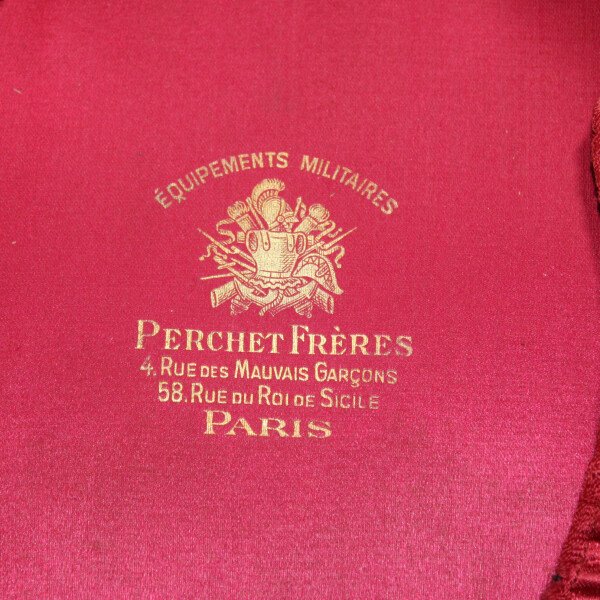 ÉQUIPEMENTS MILITAIRES
PERCHET FRÈRES
4. RUE DES MAUVAIS GARÇONS
58. RUE DU ROI DE SICILE
PARIS